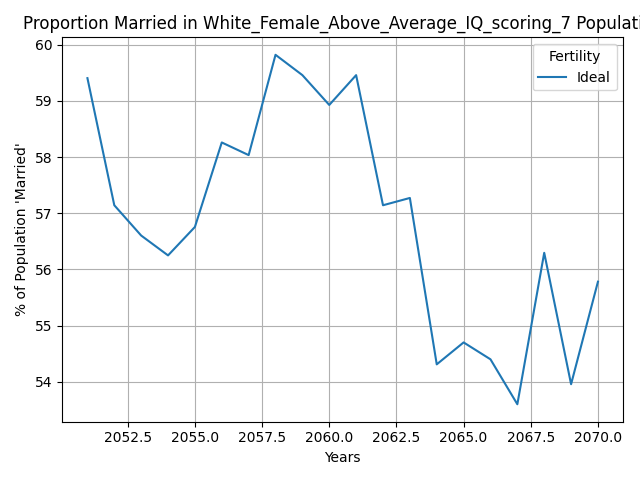 Proportion Married in White_Female_Above_Average_IQ_scoring_7 Populati
Fertility
Ideal
60
59
58
57
56
55
54
% of Population 'Married'
2052.5 2055.0 2057.5 2060.0 2062.5 2065.0 2067.5 2070.0
Years